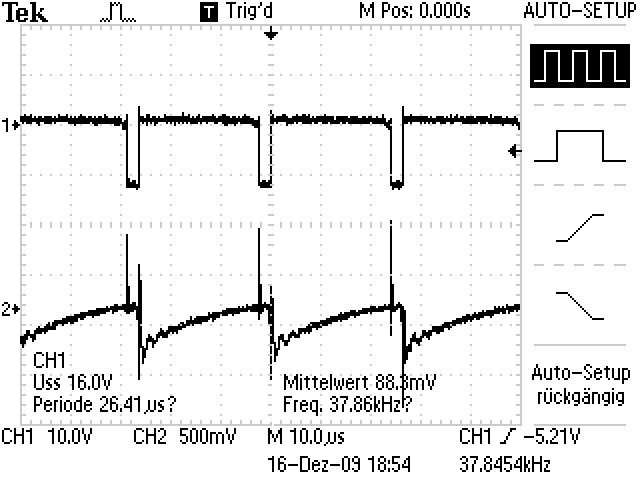 Tek T Trig'd M Pos: 0.000s AUTO-SETUP
1
2
CH1
Uss 16.0V Mittelwert 88.3mV
Periode 26.41us? Freq. 37.86kHz?
Auto-Setup
rückgängig
CH1 10.0V CH2 500mV M 10.0us CH1 -5.21V
16-Dez-09 18:54 37.8454kHz